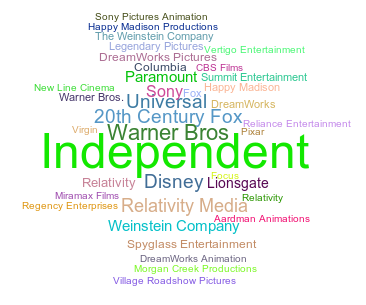 Sony Pictures Animation
Happy Madison Productions
The Weinstein Company
Legendary Pictures
Vertigo Entertainment
DreamWorks Pictures
Columbia
CBS Films
Paramount
Summit Entertainment
New Line Cinema
Sony
Fox
Happy Madison
Warner Bros.
Universal
DreamWorks
20th Century Fox
Reliance Entertainment
Virgin
Warner Bros
Pixar
Independent
Relativity
Disney
Focus
Lionsgate
Miramax Films
Relativity
Regency Enterprises
Relativity Media
Aardman Animations
Weinstein Company
Spyglass Entertainment
DreamWorks Animation
Morgan Creek Productions
Village Roadshow Pictures